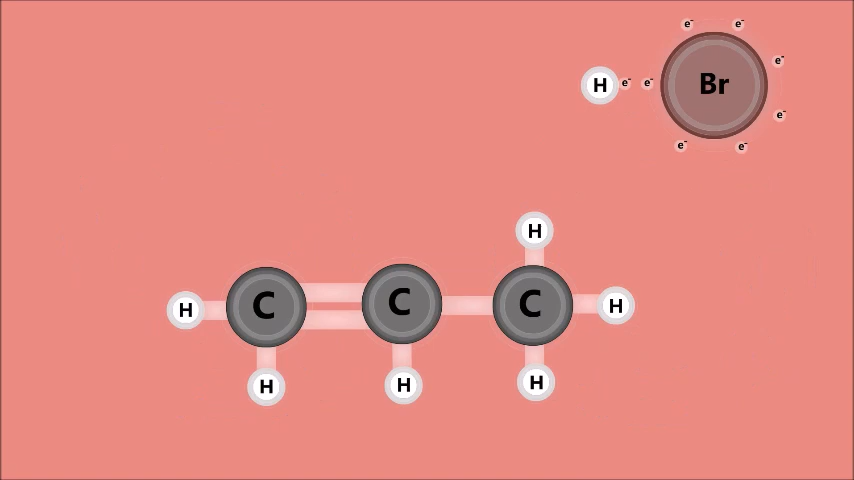 e⁻ e⁻
e⁻
H e⁻ e⁻ Br
e⁻
e⁻ e⁻
H
H C C C H
H H H